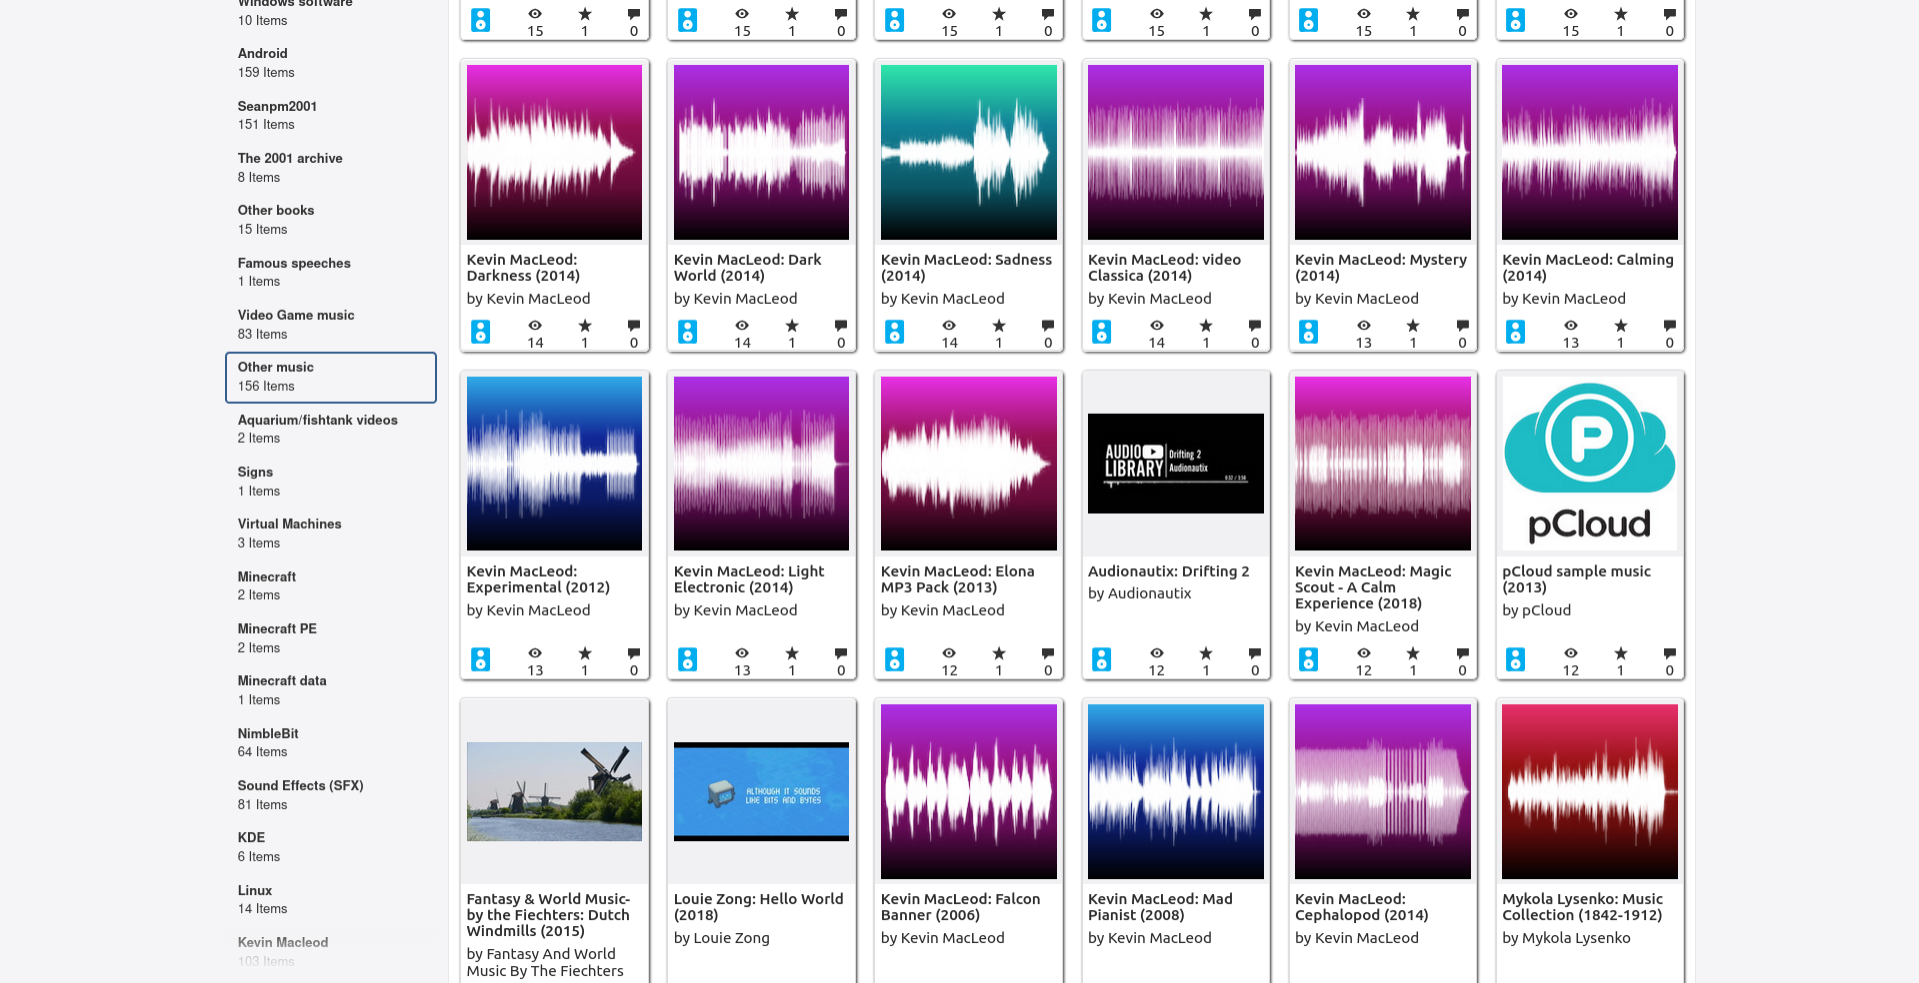 Windows software
10 Items
Android
159 Items
Seanpm2001
151 Items
The 2001 archive
8 Items
Other books
15 Items
Famous speeches
1 Items
Video Game music
83 Items
Other music
156 Items
Aquarium/fishtank videos
2 Items
Signs
1 Items
Virtual Machines
3 Items
Minecraft
2 Items
Minecraft PE
2 Items
Minecraft data
1 Items
NimbleBit
64 Items
Sound Effects (SFX)
81 Items
KDE
6 Items
Linux
14 Items
Kevin Macleod
103 Items
15 1 0
15 1 0
15 1 0
15 1 0
15 1 0
15 1 0
Kevin MacLeod:
Darkness (2014)
by Kevin MacLeod
14 1 0
Kevin MacLeod: Dark
World (2014)
by Kevin MacLeod
14 1 0
Kevin MacLeod: Sadness
(2014)
by Kevin MacLeod
14 1 0
Kevin MacLeod: video
Classica (2014)
by Kevin MacLeod
14 1 0
Kevin MacLeod: Mystery
(2014)
by Kevin MacLeod
13 1 0
Kevin MacLeod: Calming
(2014)
by Kevin MacLeod
13 1 0
Kevin MacLeod:
Experimental (2012)
by Kevin MacLeod
13 1 0
Kevin MacLeod: Light
Electronic (2014)
by Kevin MacLeod
13 1 0
Kevin MacLeod: Elona
MP3 Pack (2013)
by Kevin MacLeod
12 1 0
AUDIO
LIBRARY
Drifting 2
Audionautix
Audionautix: Drifting 2
by Audionautix
12 1 0
Kevin MacLeod: Magic
Scout - A Calm
Experience (2018)
by Kevin MacLeod
12 1 0
P
pCloud
pCloud sample music
(2013)
by pCloud
12 1 0
Fantasy & World Music-
by the Fiechters: Dutch
Windmills (2015)
by Fantasy And World
Music By The Fiechters
ALTHOUGH IT SOUNDS
LIKE BITS AND BYTES
Louie Zong: Hello World
(2018)
by Louie Zong
Kevin MacLeod: Falcon
Banner (2006)
by Kevin MacLeod
Kevin MacLeod: Mad
Pianist (2008)
by Kevin MacLeod
Kevin MacLeod:
Cephalopod (2014)
by Kevin MacLeod
Mykola Lysenko: Music
Collection (1842-1912)
by Mykola Lysenko